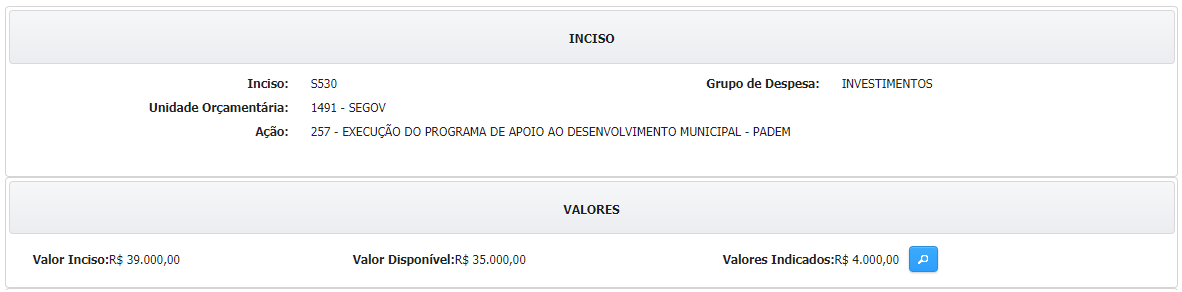 INCISO
Inciso: S530 Grupo de Despesa: INVESTIMENTOS
Unidade Orçamentária: 1491 - SEGOV
Ação: 257 - EXECUÇÃO DO PROGRAMA DE APOIO AO DESENVOLVIMENTO MUNICIPAL - PADEM
VALORES
Valor Inciso:R$ 39.000,00 Valor Disponível:R$ 35.000,00 Valores Indicados:R$ 4.000,00